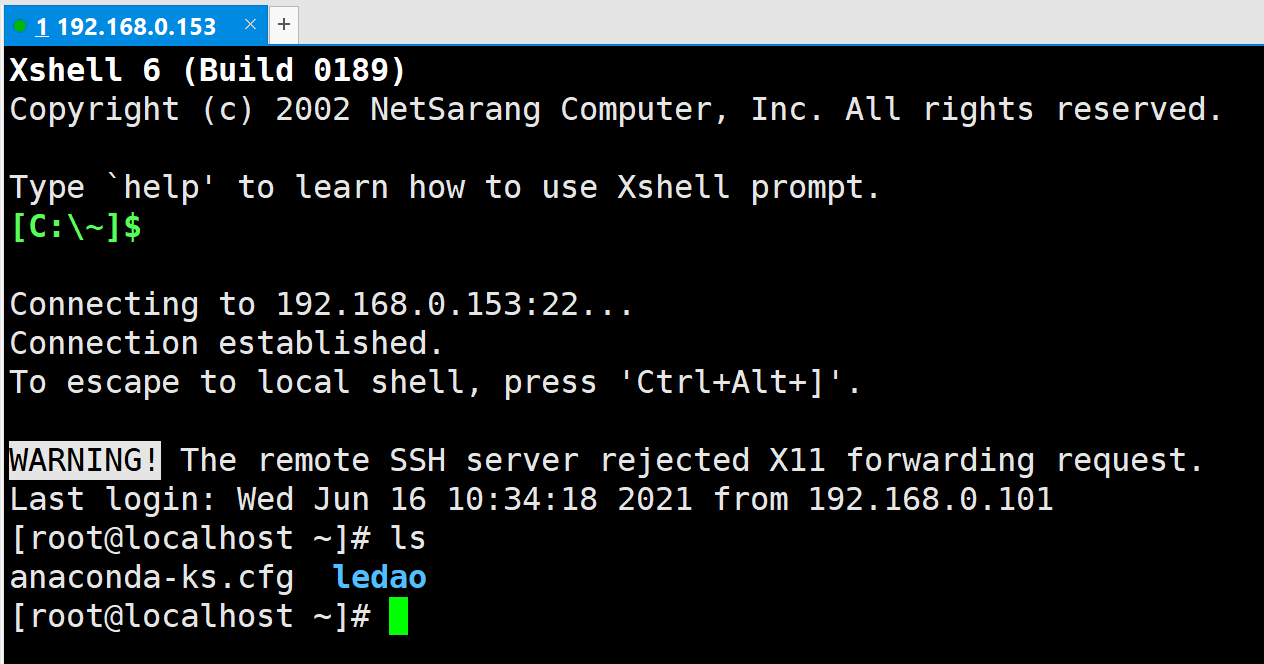 1 192.168.0.153 × +
Xshell 6 (Build 0189)
Copyright (c) 2002 NetSarang Computer, Inc. All rights reserved.
Type `help' to learn how to use Xshell prompt.
[C:\~]$
Connecting to 192.168.0.153:22...
Connection established.
To escape to local shell, press 'Ctrl+Alt+]'.
WARNING! The remote SSH server rejected X11 forwarding request.
Last login: Wed Jun 16 10:34:18 2021 from 192.168.0.101
[root@localhost ~]# ls
anaconda-ks.cfg  ledao
[root@localhost ~]#